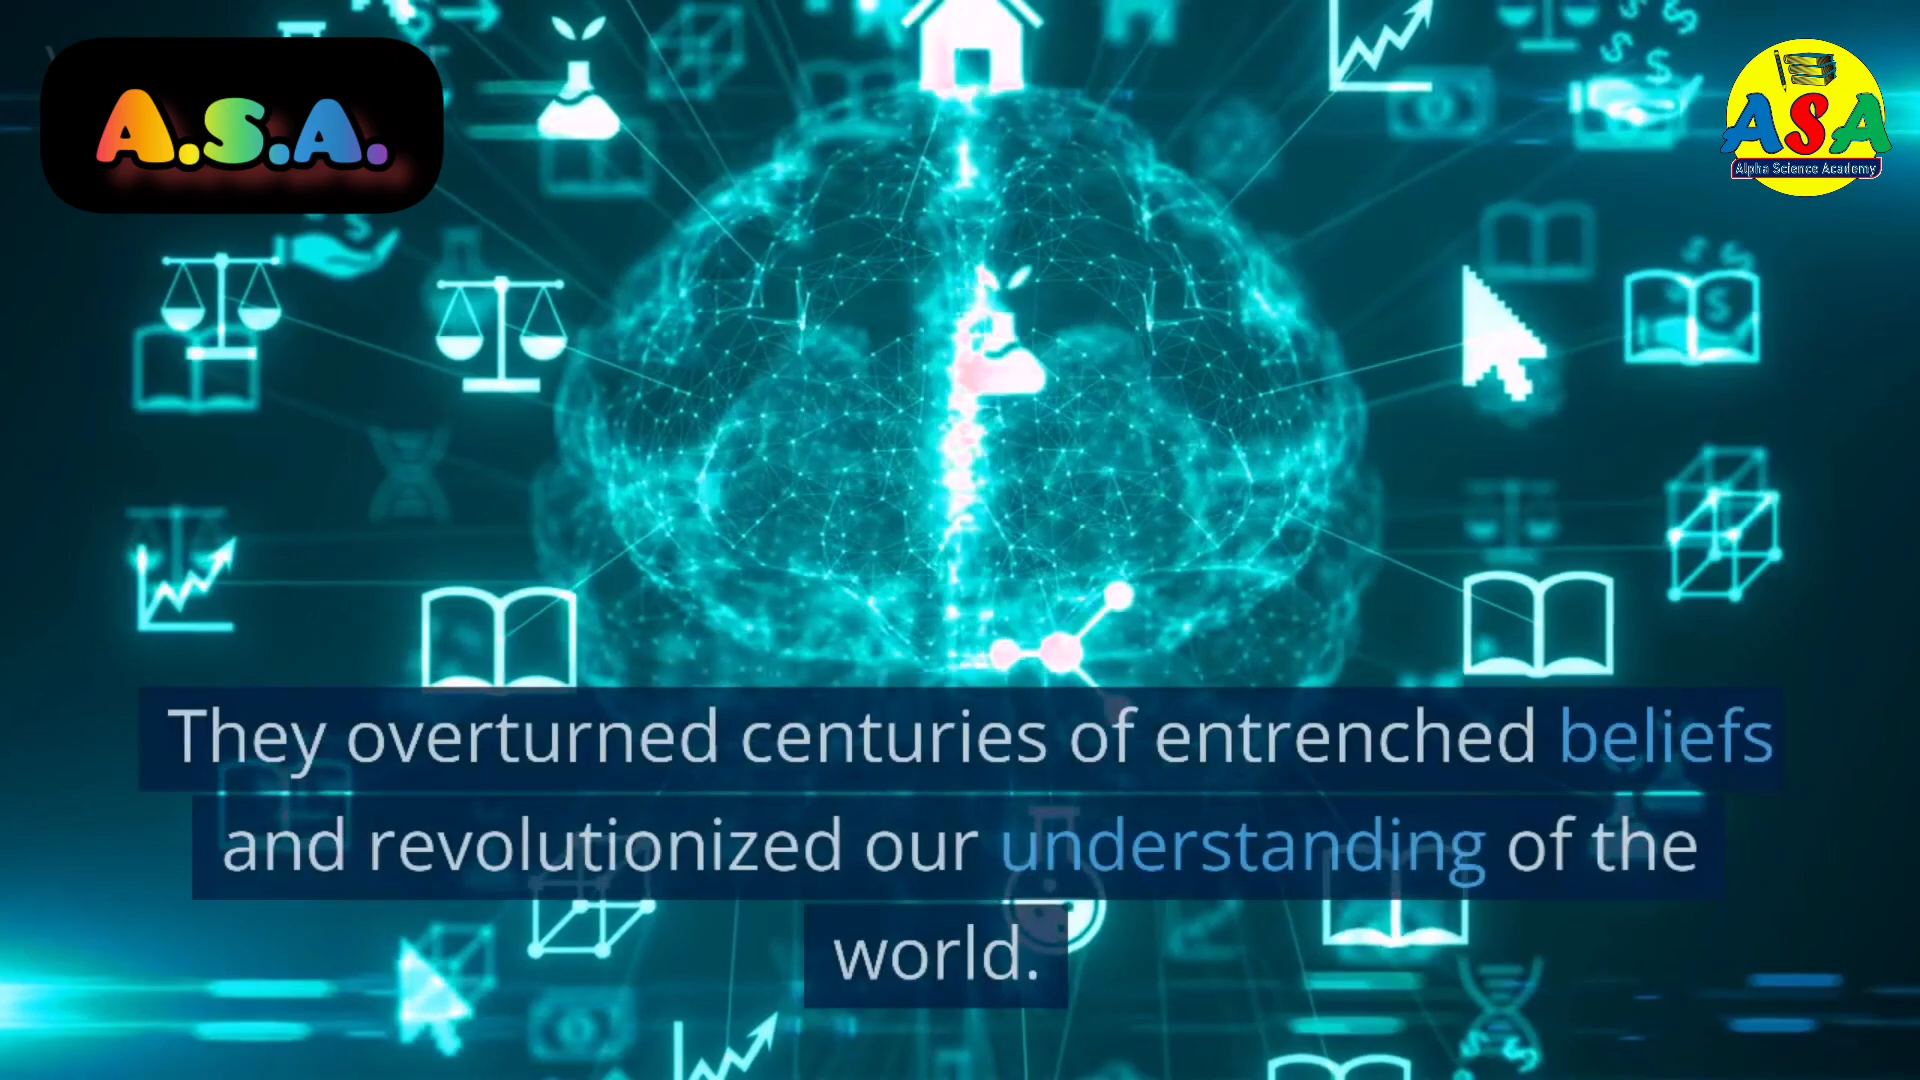 A.S.A.
ASA
Alpha Science Academy
They overturned centuries of entrenched beliefs
and revolutionized our understanding of the
world.